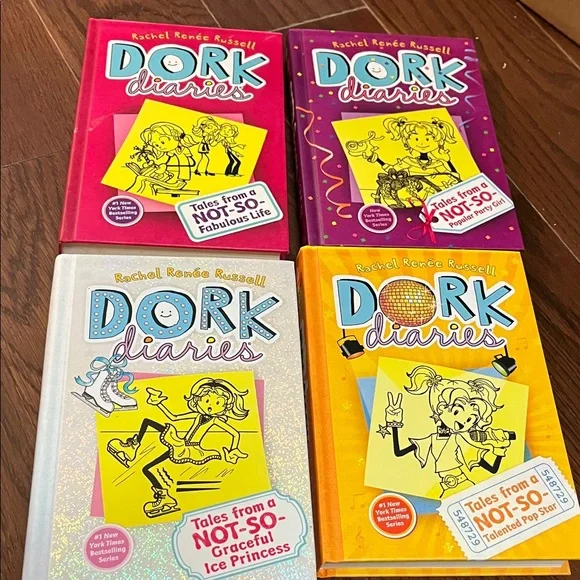 Rachel Renée Russell
DORK
diaries
#1 New
York Times
Bestselling
Series
Tales from a
NOT-SO-
Fabulous Life
Rachel Renée Russell
DORK
diaries
New
York Times
Bestselling
Series
Tales from a
NOT-SO-
Popular Party Girl
Rachel Renée Russell
DORK
diaries
#1 New
York Times
Bestselling
Series
Tales from a
NOT-SO-
Graceful
Ice Princess
Rachel Renée Russell
DORK
diaries
#1 New
York Times
Bestselling
Series
548729
Tales from a
NOT-SO-
Talented Pop Star
548729